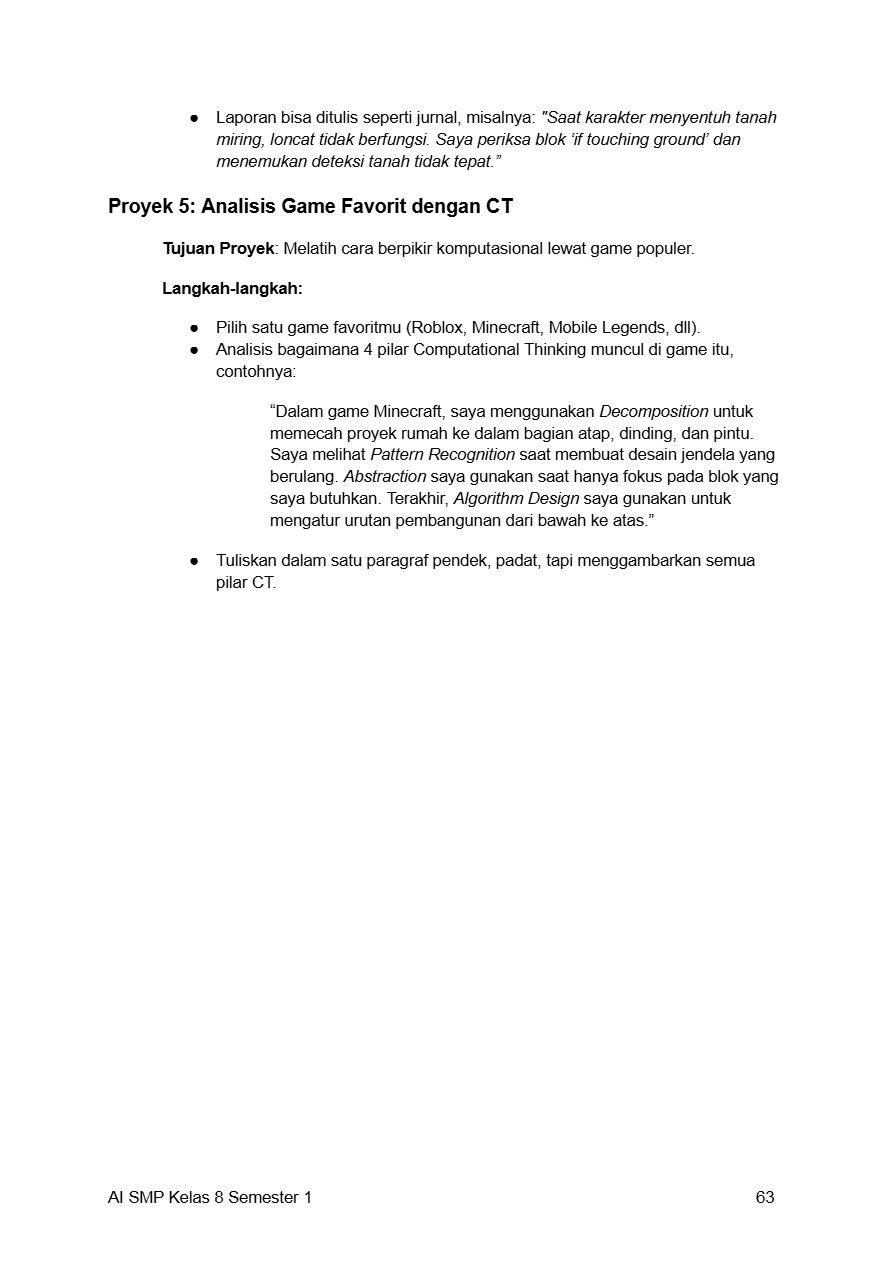 ● Laporan bisa ditulis seperti jurnal, misalnya: "Saat karakter menyentuh tanah
miring, loncat tidak berfungsi. Saya periksa blok ‘if touching ground’ dan
menemukan deteksi tanah tidak tepat.”
Proyek 5: Analisis Game Favorit dengan CT
Tujuan Proyek: Melatih cara berpikir komputasional lewat game populer.
Langkah-langkah:
● Pilih satu game favoritmu (Roblox, Minecraft, Mobile Legends, dll).
● Analisis bagaimana 4 pilar Computational Thinking muncul di game itu,
contohnya:
“Dalam game Minecraft, saya menggunakan Decomposition untuk
memecah proyek rumah ke dalam bagian atap, dinding, dan pintu.
Saya melihat Pattern Recognition saat membuat desain jendela yang
berulang. Abstraction saya gunakan saat hanya fokus pada blok yang
saya butuhkan. Terakhir, Algorithm Design saya gunakan untuk
mengatur urutan pembangunan dari bawah ke atas.”
● Tuliskan dalam satu paragraf pendek, padat, tapi menggambarkan semua
pilar CT.
AI SMP Kelas 8 Semester 1 63